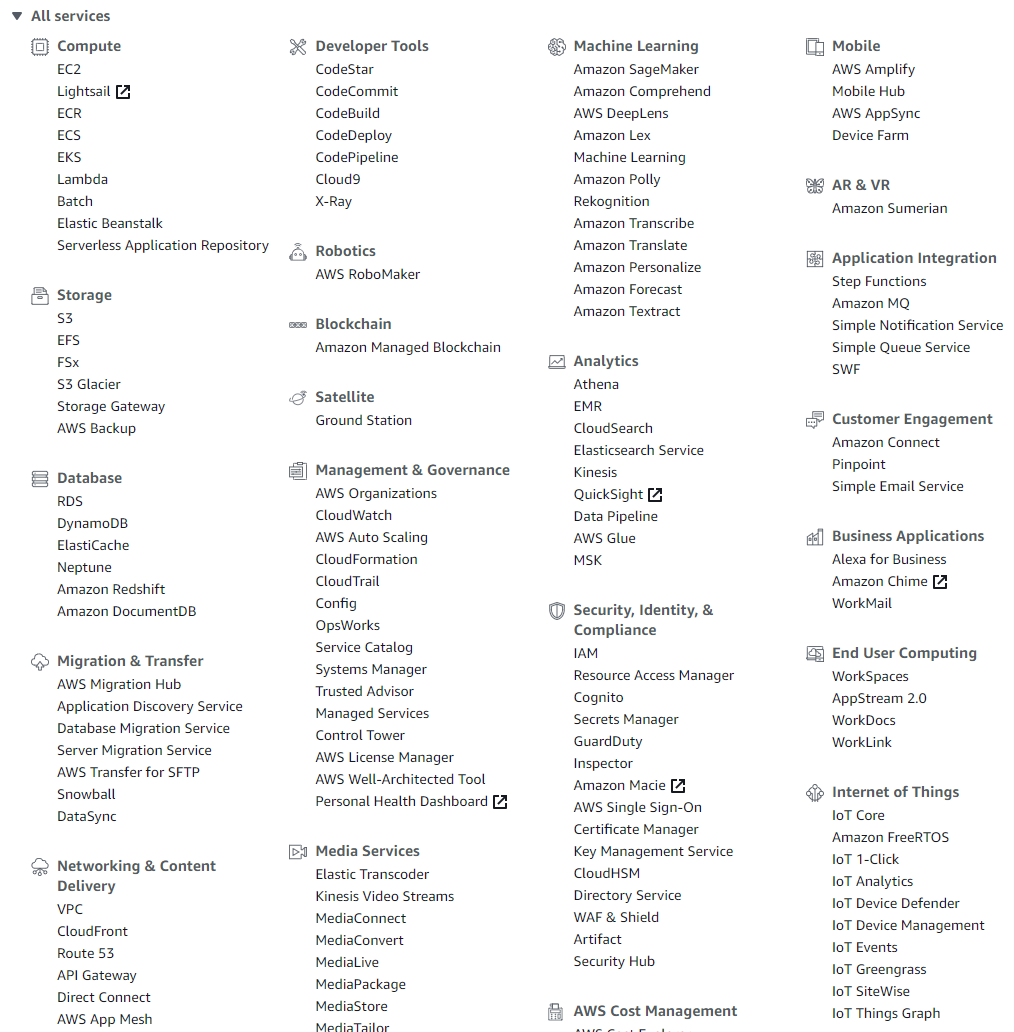 All services
Compute
EC2
Lightsail
ECR
ECS
EKS
Lambda
Batch
Elastic Beanstalk
Serverless Application Repository
Storage
S3
EFS
FSx
S3 Glacier
Storage Gateway
AWS Backup
Database
RDS
DynamoDB
ElastiCache
Neptune
Amazon Redshift
Amazon DocumentDB
Migration & Transfer
AWS Migration Hub
Application Discovery Service
Database Migration Service
Server Migration Service
AWS Transfer for SFTP
Snowball
DataSync
Networking & Content
Delivery
VPC
CloudFront
Route 53
API Gateway
Direct Connect
AWS App Mesh
Developer Tools
CodeStar
CodeCommit
CodeBuild
CodeDeploy
CodePipeline
Cloud9
X-Ray
Robotics
AWS RoboMaker
Blockchain
Amazon Managed Blockchain
Satellite
Ground Station
Management & Governance
AWS Organizations
CloudWatch
AWS Auto Scaling
CloudFormation
CloudTrail
Config
OpsWorks
Service Catalog
Systems Manager
Trusted Advisor
Managed Services
Control Tower
AWS License Manager
AWS Well-Architected Tool
Personal Health Dashboard
Media Services
Elastic Transcoder
Kinesis Video Streams
MediaConnect
MediaConvert
MediaLive
MediaPackage
MediaStore
MediaTailor
Machine Learning
Amazon SageMaker
Amazon Comprehend
AWS DeepLens
Amazon Lex
Machine Learning
Amazon Polly
Rekognition
Amazon Transcribe
Amazon Translate
Amazon Personalize
Amazon Forecast
Amazon Textract
Analytics
Athena
EMR
CloudSearch
Elasticsearch Service
Kinesis
QuickSight
Data Pipeline
AWS Glue
MSK
Security, Identity, &
Compliance
IAM
Resource Access Manager
Cognito
Secrets Manager
GuardDuty
Inspector
Amazon Macie
AWS Single Sign-On
Certificate Manager
Key Management Service
CloudHSM
Directory Service
WAF & Shield
Artifact
Security Hub
AWS Cost Management
Mobile
AWS Amplify
Mobile Hub
AWS AppSync
Device Farm
AR & VR
Amazon Sumerian
Application Integration
Step Functions
Amazon MQ
Simple Notification Service
Simple Queue Service
SWF
Customer Engagement
Amazon Connect
Pinpoint
Simple Email Service
Business Applications
Alexa for Business
Amazon Chime
WorkMail
End User Computing
WorkSpaces
AppStream 2.0
WorkDocs
WorkLink
Internet of Things
IoT Core
Amazon FreeRTOS
IoT 1-Click
IoT Analytics
IoT Device Defender
IoT Device Management
IoT Events
IoT Greengrass
IoT SiteWise
IoT Things Graph